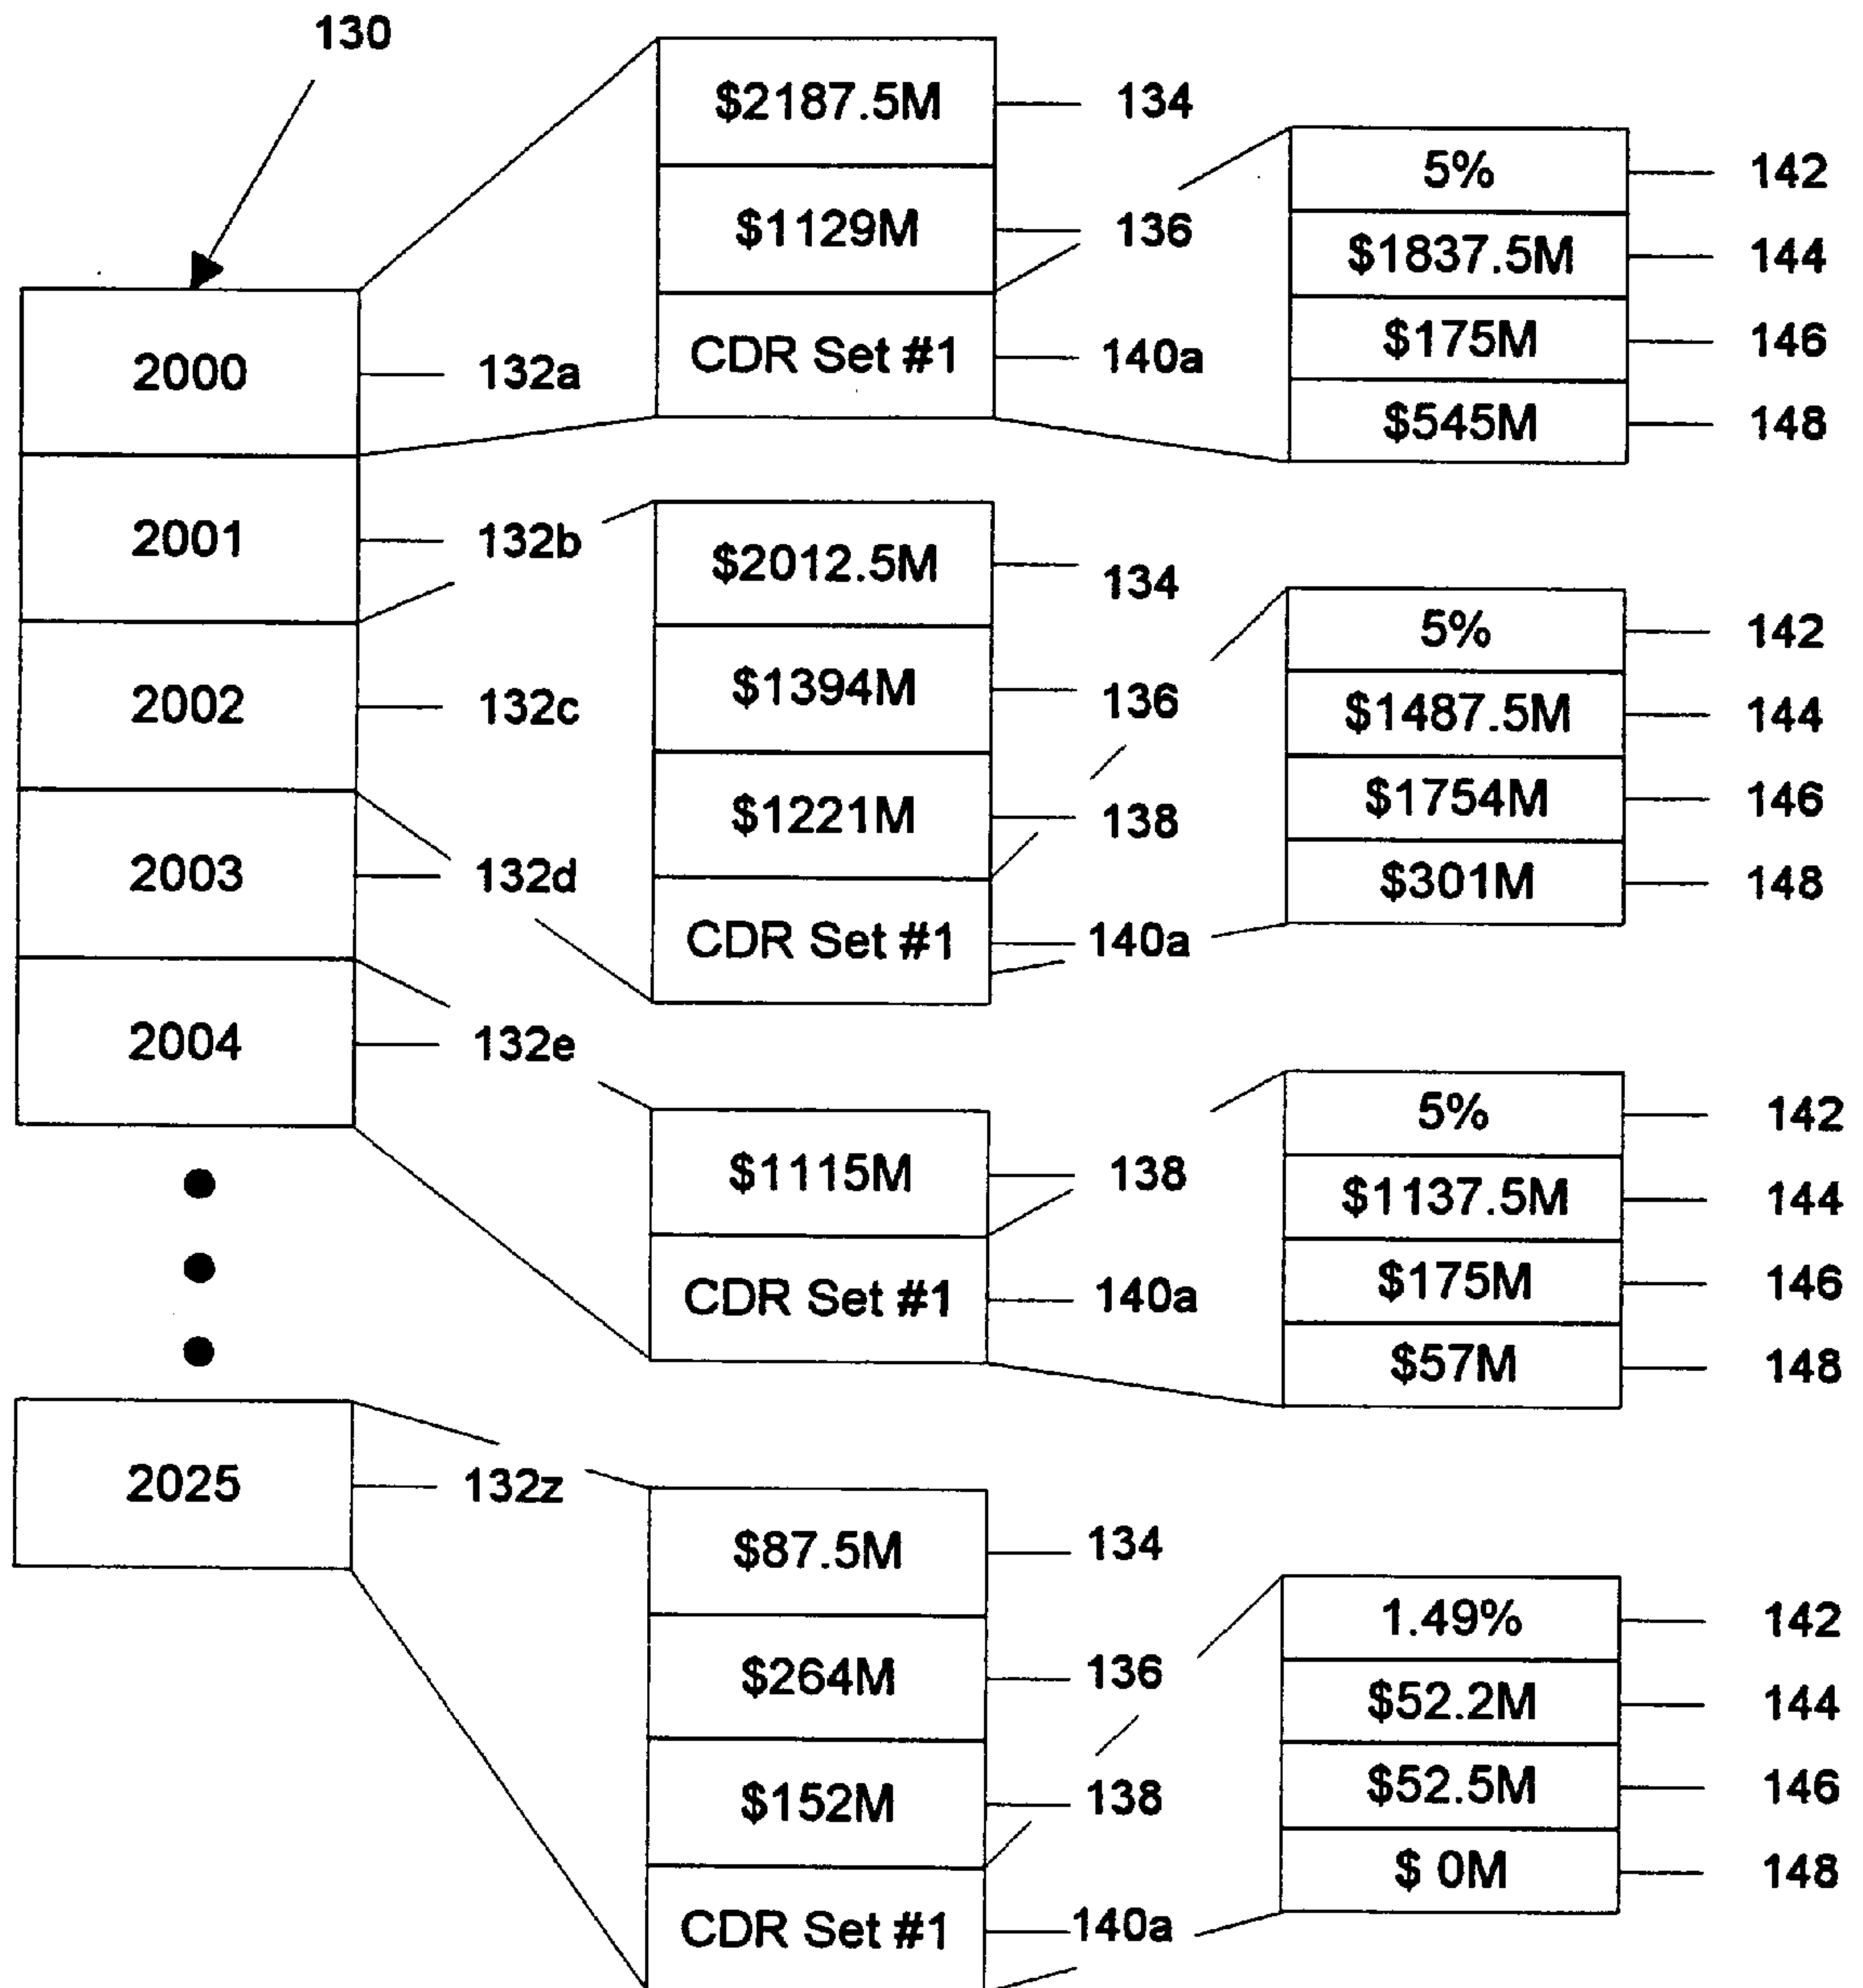 130
$2187.5M 134
$1129M 136
CDR Set #1 140a
5% 142
$1837.5M 144
$175M 146
$545M 148
2000 132a
2001 132b
2002 132c
2003 132d
2004 132e
$2012.5M 134
$1394M 136
$1221M 138
CDR Set #1 140a
5% 142
$1487.5M 144
$1754M 146
$301M 148
$1115M 138
CDR Set #1 140a
5% 142
$1137.5M 144
$175M 146
$57M 148
2025 132z
$87.5M 134
$264M 136
$152M 138
CDR Set #1 140a
1.49% 142
$52.2M 144
$52.5M 146
$ 0M 148